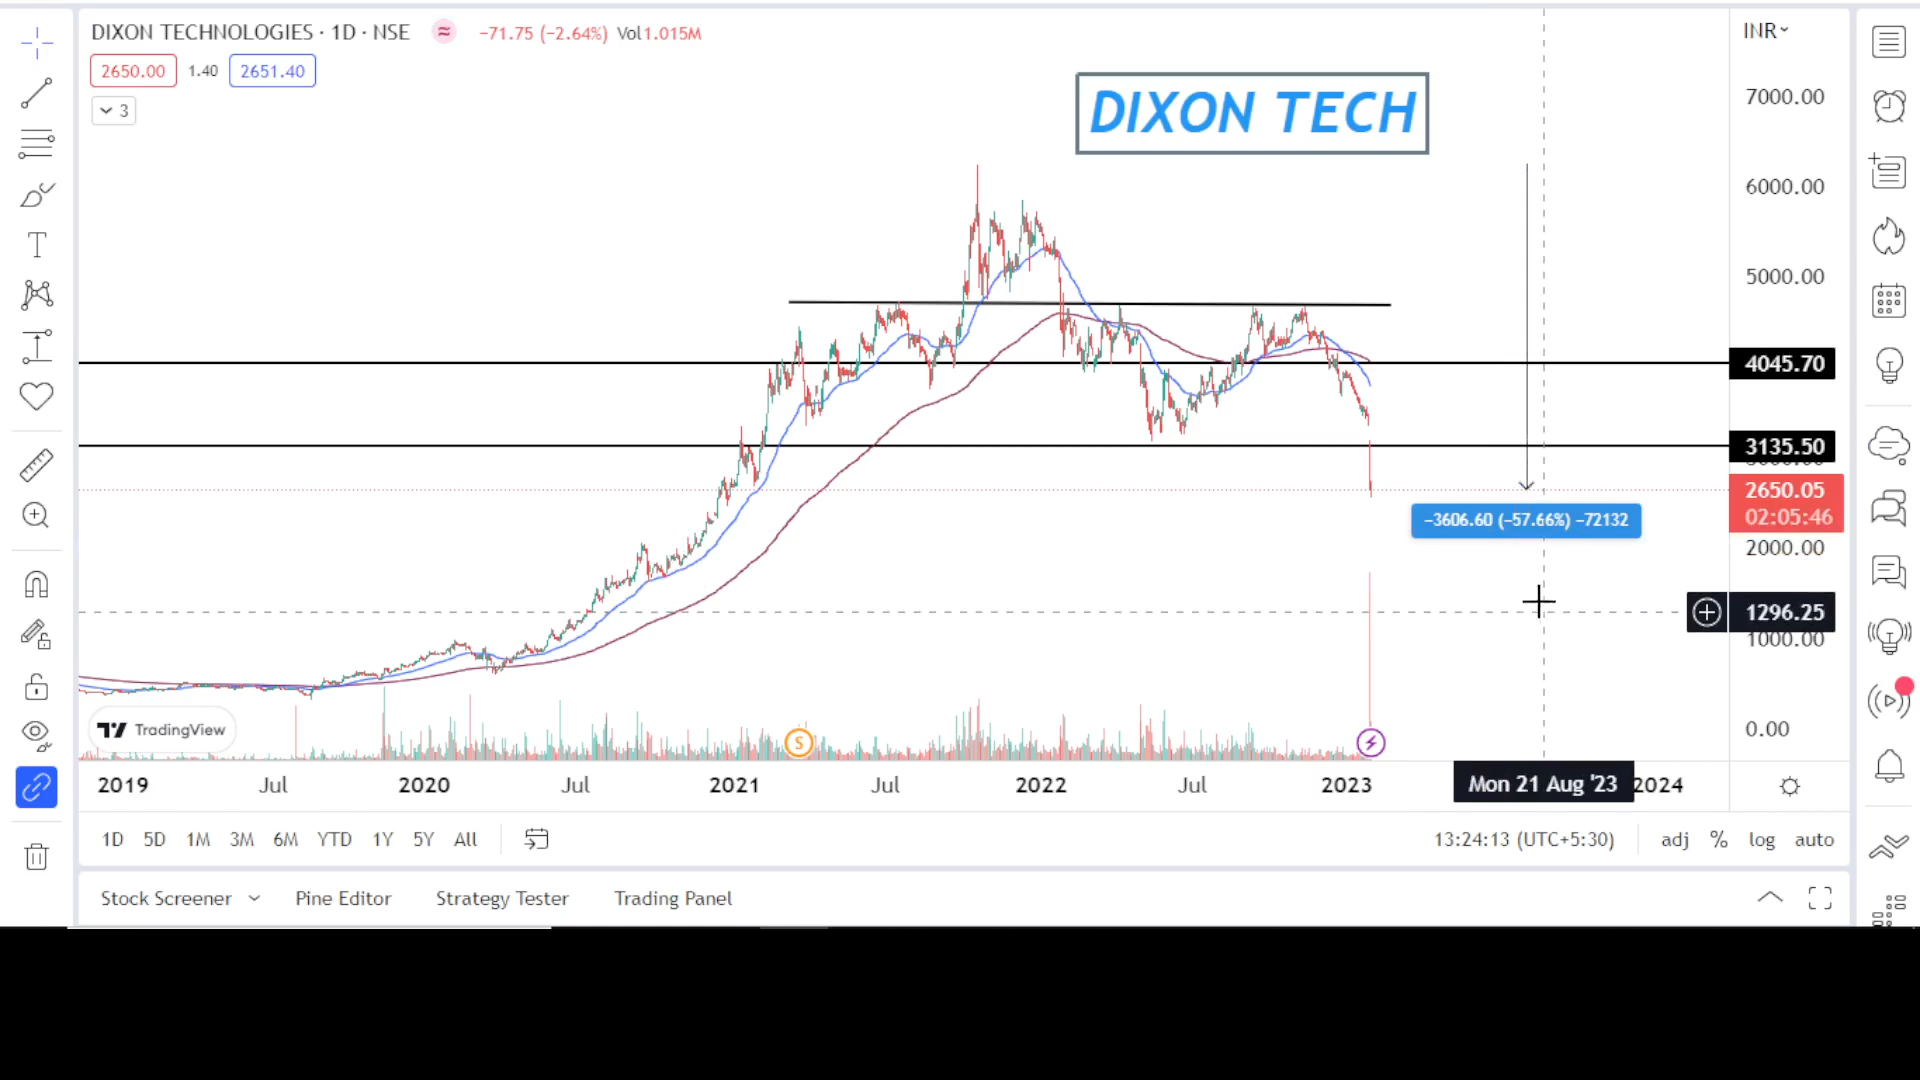 DIXON TECHNOLOGIES · 1D · NSE ≈ −71.75 (−2.64%) Vol1.015M
INR
2650.00 1.40 2651.40
3
DIXON TECH
7000.00
6000.00
5000.00
4045.70
3135.50
2650.05
02:05:46
−3606.60 (−57.66%) −72132
2000.00
1296.25
1000.00
0.00
TradingView
S
2019 Jul 2020 Jul 2021 Jul 2022 Jul 2023 Mon 21 Aug '23 2024
1D 5D 1M 3M 6M YTD 1Y 5Y All 13:24:13 (UTC+5:30) adj % log auto
Stock Screener Pine Editor Strategy Tester Trading Panel